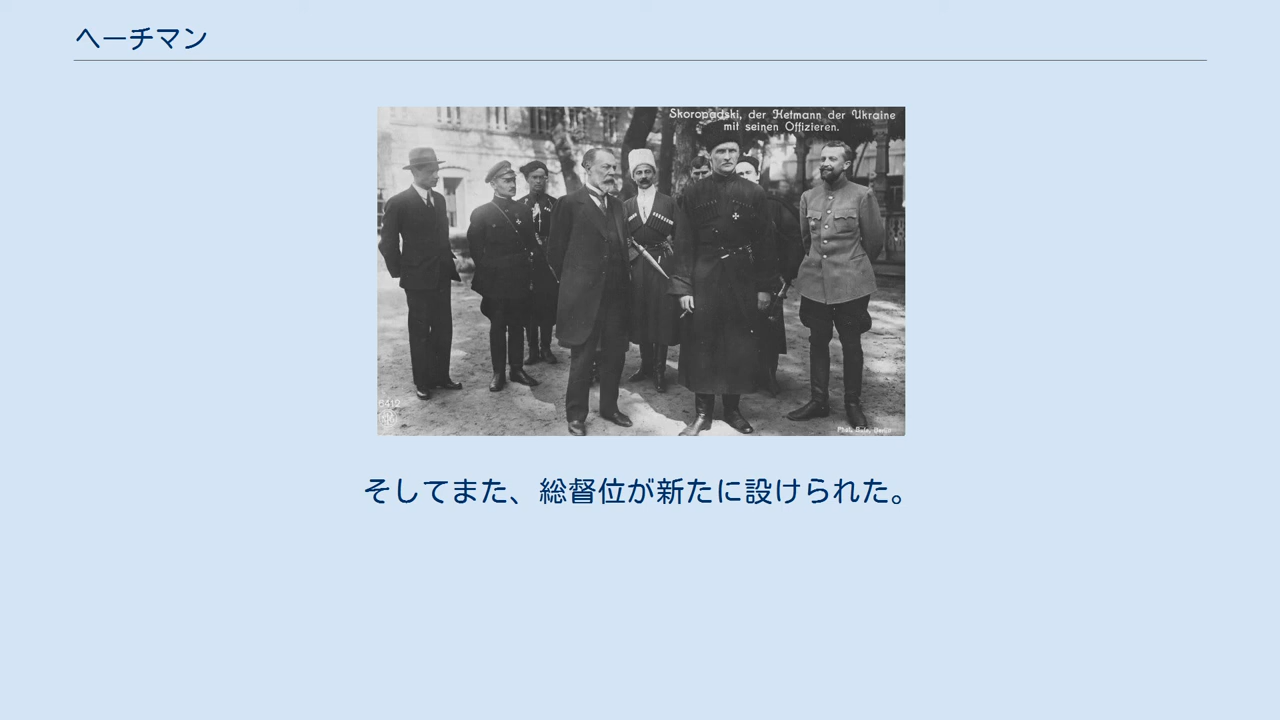 ヘーチマン
Skoropadski, der Hetmann der Ukraine
mit seinen Offizieren.
6412
そしてまた、総督位が新たに設けられた。